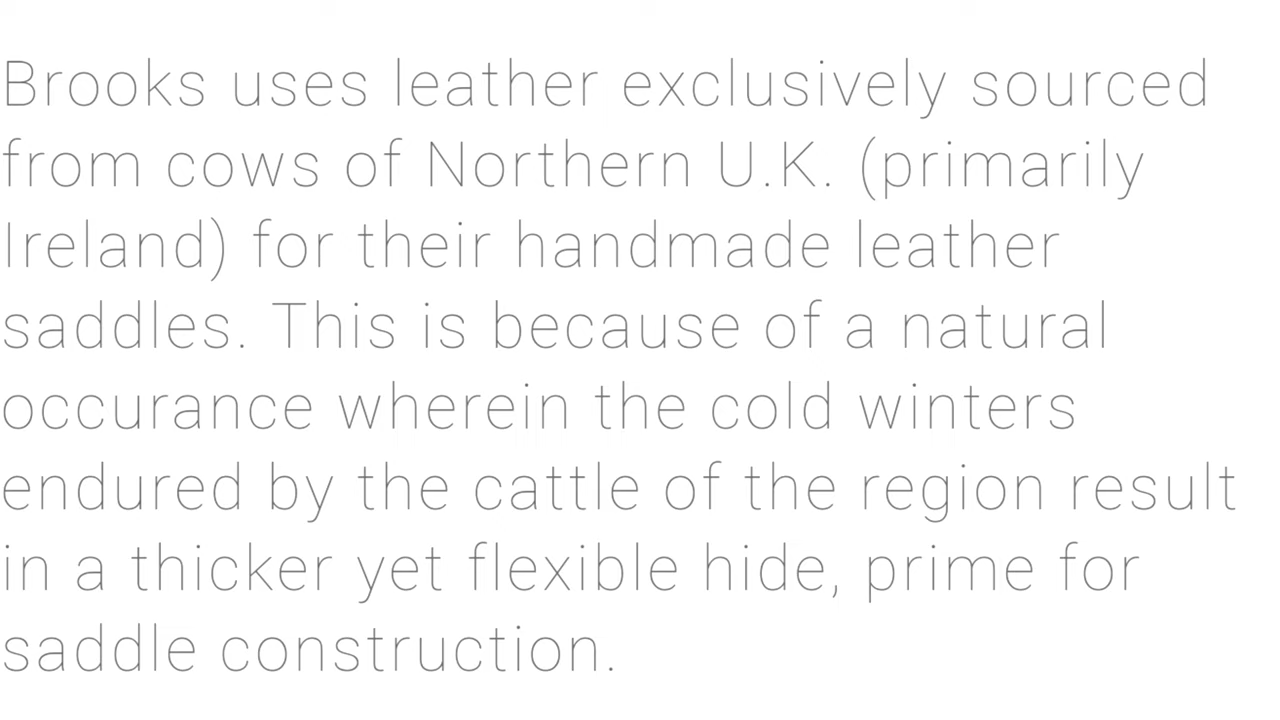 Brooks uses leather exclusively sourced
from cows of Northern U.K. (primarily
Ireland) for their handmade leather
saddles. This is because of a natural
occurance wherein the cold winters
endured by the cattle of the region result
in a thicker yet flexible hide, prime for
saddle construction.